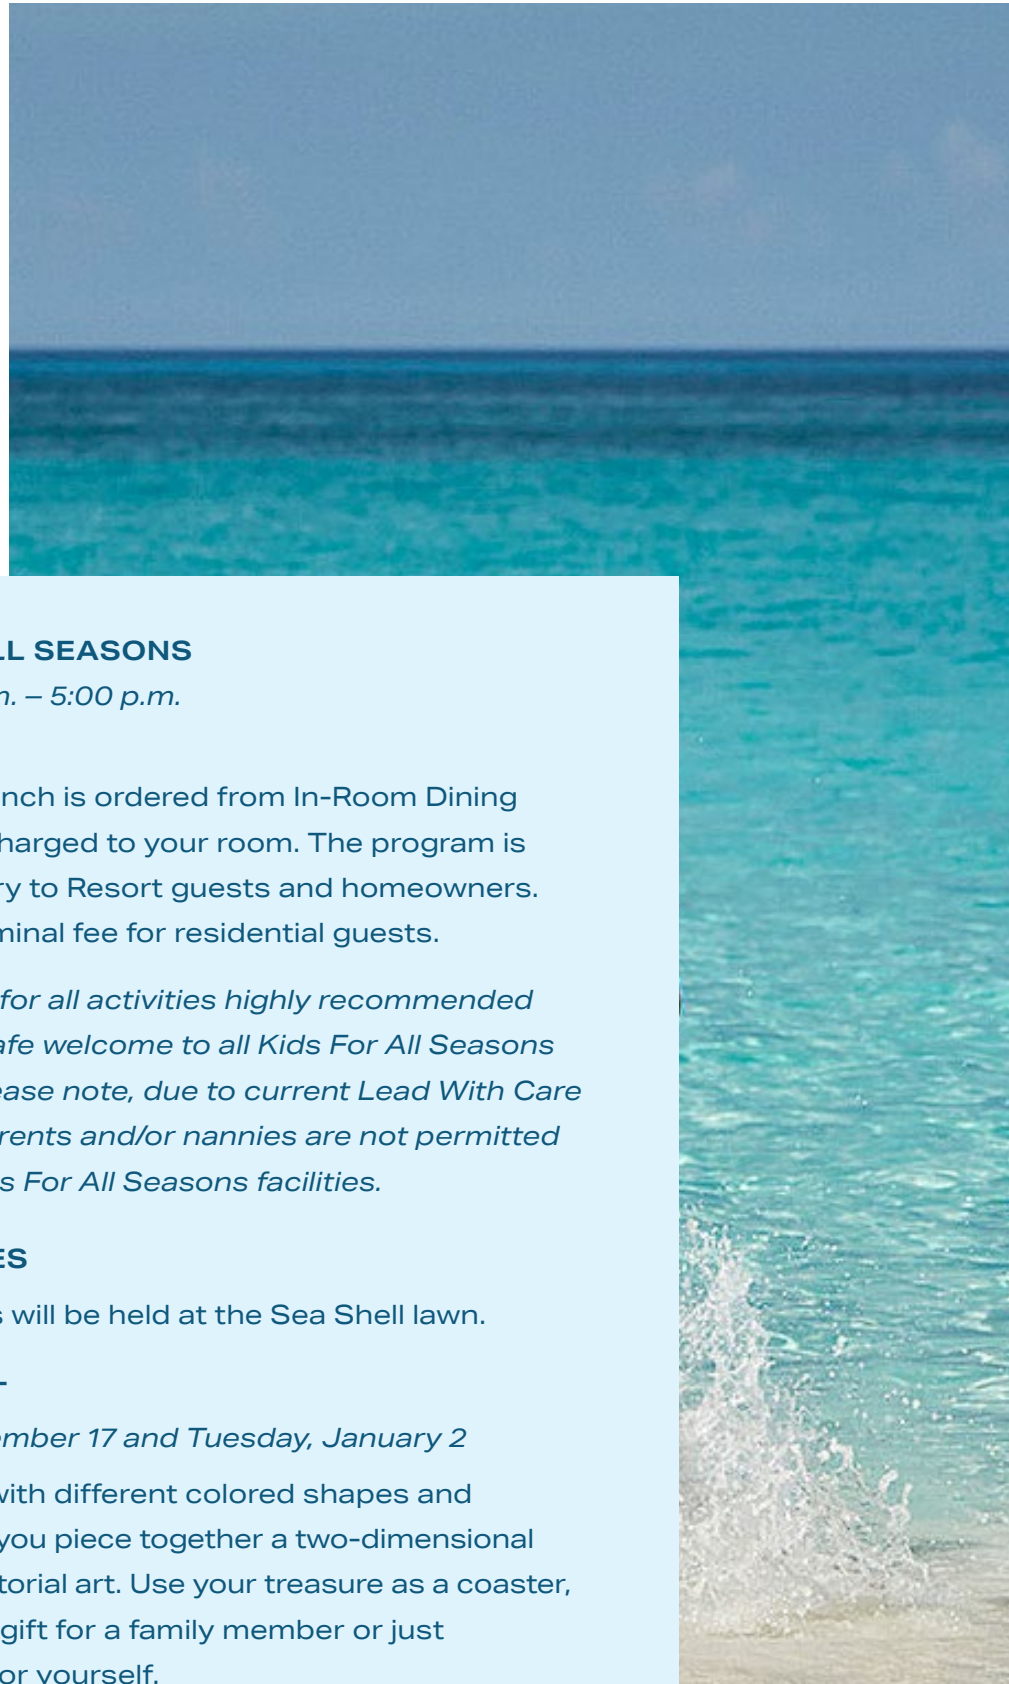 LL SEASONS
m. – 5:00 p.m.
nch is ordered from In-Room Dining
harged to your room. The program is
ry to Resort guests and homeowners.
minal fee for residential guests.
for all activities highly recommended
afe welcome to all Kids For All Seasons
ease note, due to current Lead With Care
rents and/or nannies are not permitted
s For All Seasons facilities.
ES
s will be held at the Sea Shell lawn.
ember 17 and Tuesday, January 2
with different colored shapes and
you piece together a two-dimensional
torial art. Use your treasure as a coaster,
gift for a family member or just
or yourself.